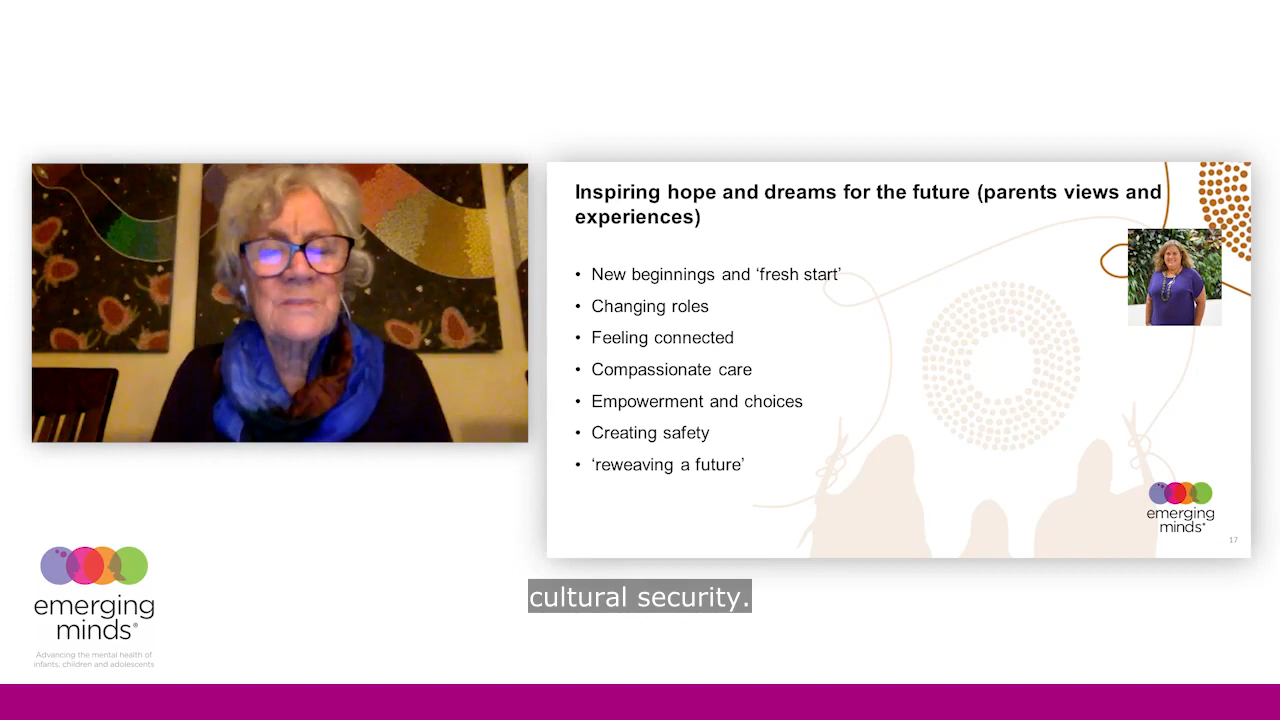 Inspiring hope and dreams for the future (parents views and
experiences)
• New beginnings and ‘fresh start’
• Changing roles
• Feeling connected
• Compassionate care
• Empowerment and choices
• Creating safety
• ‘reweaving a future’
emerging
minds®
17
cultural security.
emerging
minds®
Advancing the mental health of
infants, children and adolescents